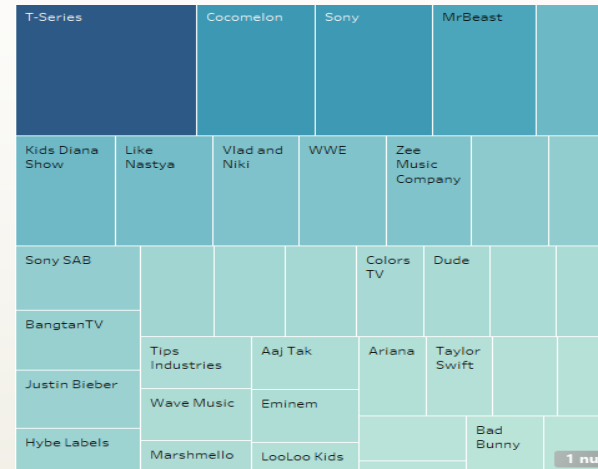 T-Series
Cocomelon
Sony
MrBeast
Kids Diana
Show
Like
Nastya
Vlad and
Niki
WWE
Zee
Music
Company
Sony SAB
Colors
TV
Dude
BangtanTV
Tips
Industries
Aaj Tak
Ariana
Taylor
Swift
Justin Bieber
Wave Music
Eminem
Hybe Labels
Marshmello
LooLoo Kids
Bad
Bunny
1 nu